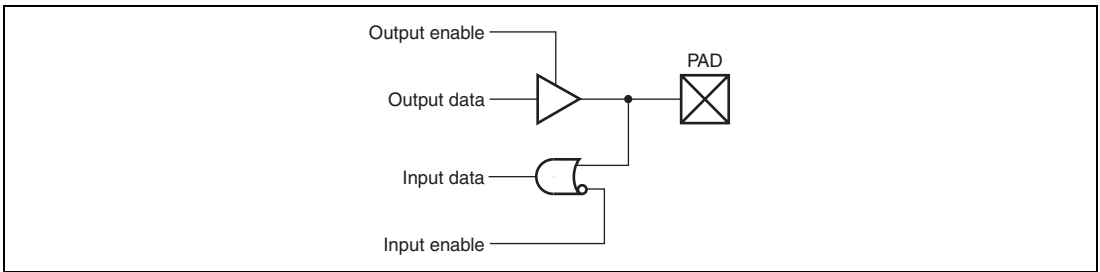 Output enable
PAD
Output data
Input data
Input enable